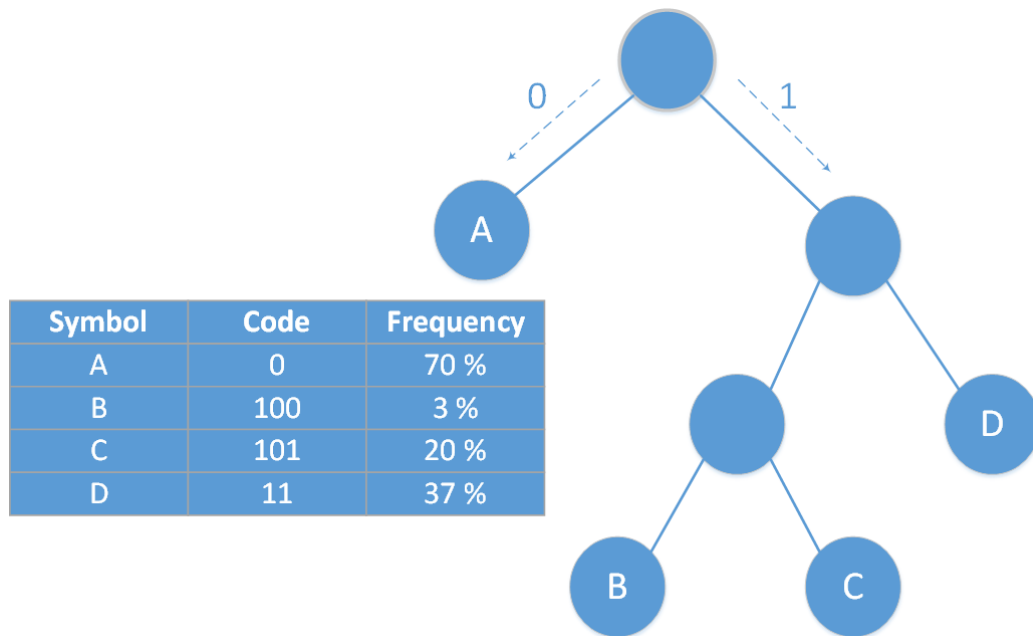 0 1
A
Symbol Code Frequency
A 0 70 %
B 100 3 %
C 101 20 %
D 11 37 %
D
B C